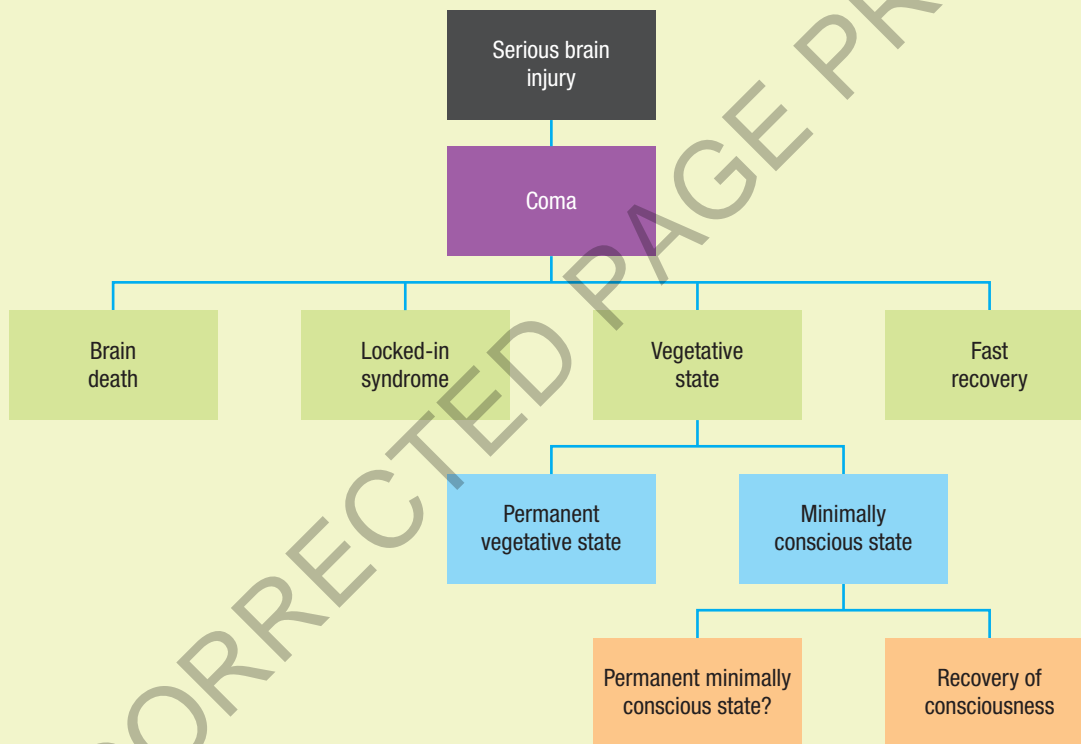 Serious brain
injury
Coma
Brain
death
Locked-in
syndrome
Vegetative
state
Fast
recovery
Permanent
vegetative state
Minimally
conscious state
Permanent minimally
conscious state?
Recovery of
consciousness
CORRECTED PAGE PR